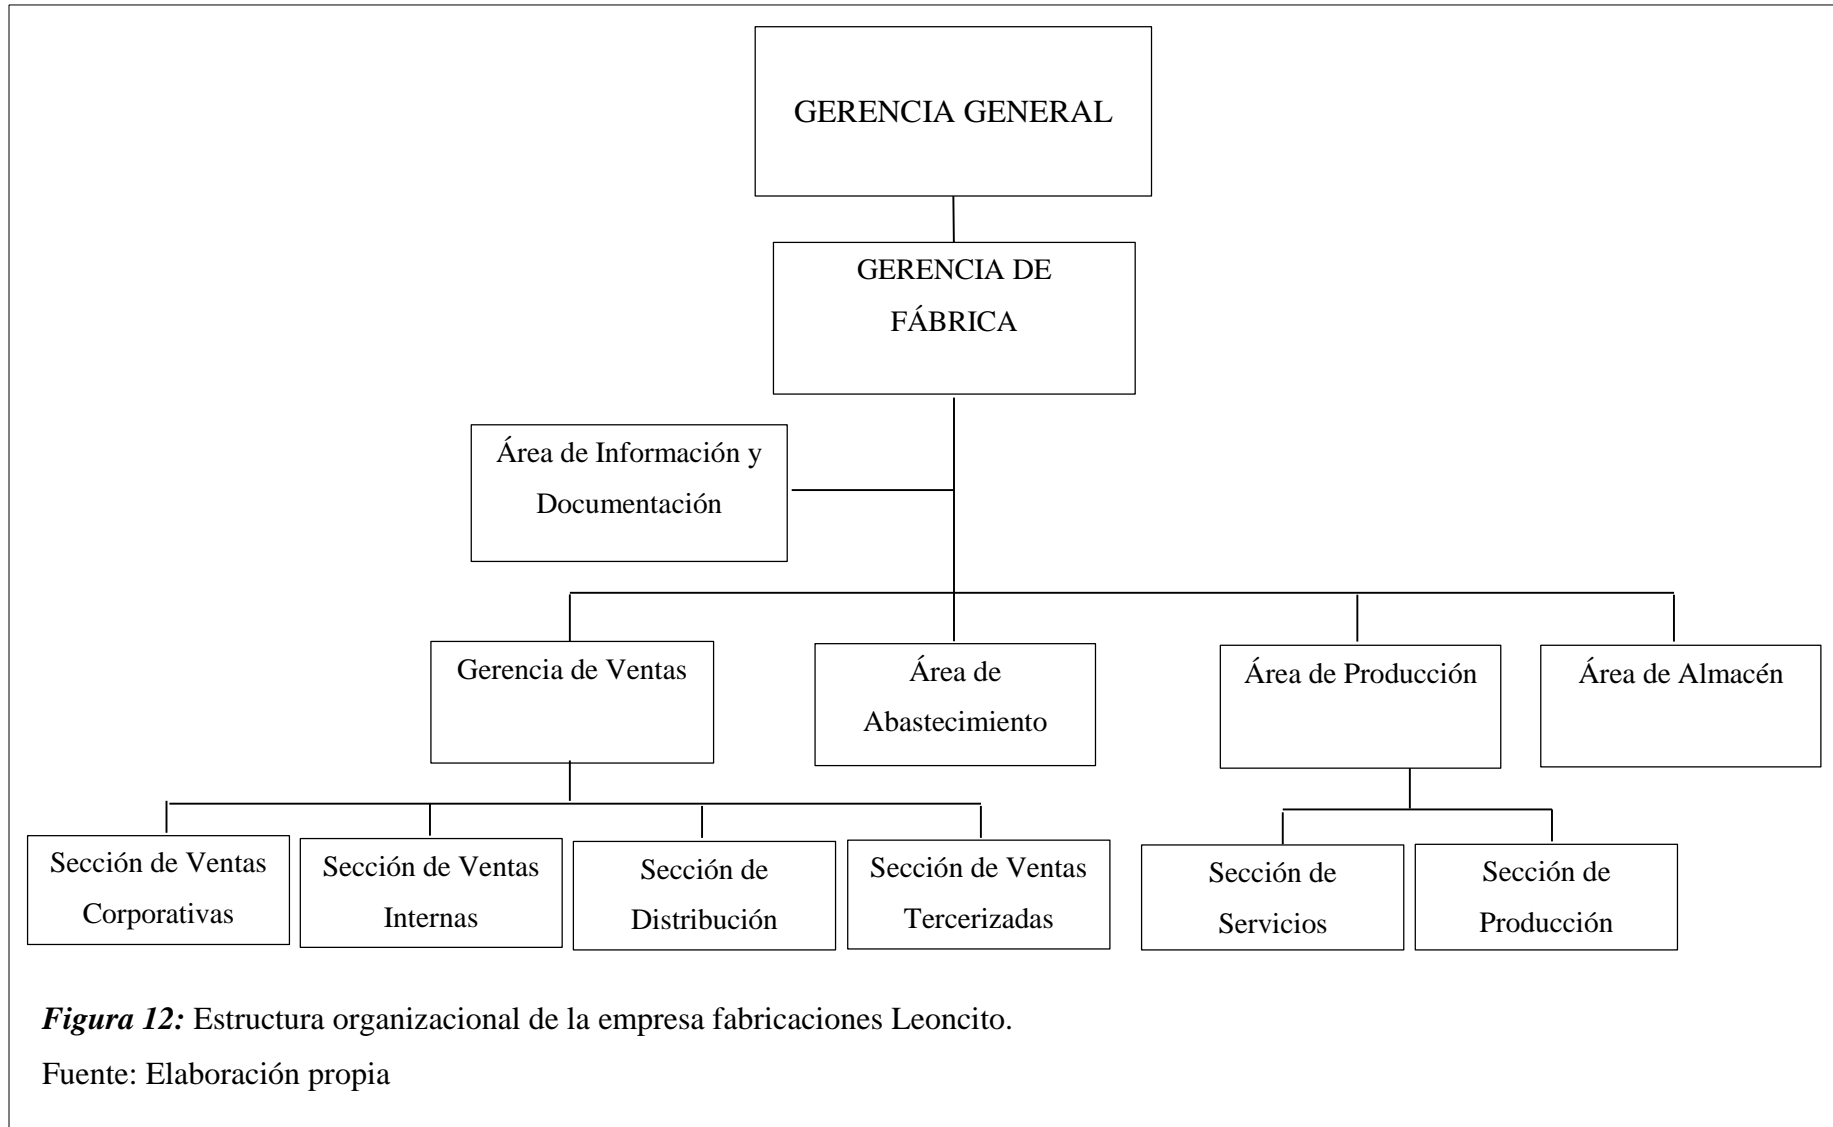 GERENCIA GENERAL
GERENCIA DE
FÁBRICA
Área de Información y
Documentación
Gerencia de Ventas
Área de
Abastecimiento
Área de Producción
Área de Almacén
Sección de Ventas
Corporativas
Sección de Ventas
Internas
Sección de
Distribución
Sección de Ventas
Tercerizadas
Sección de
Servicios
Sección de
Producción
Figura 12: Estructura organizacional de la empresa fabricaciones Leoncito.
Fuente: Elaboración propia